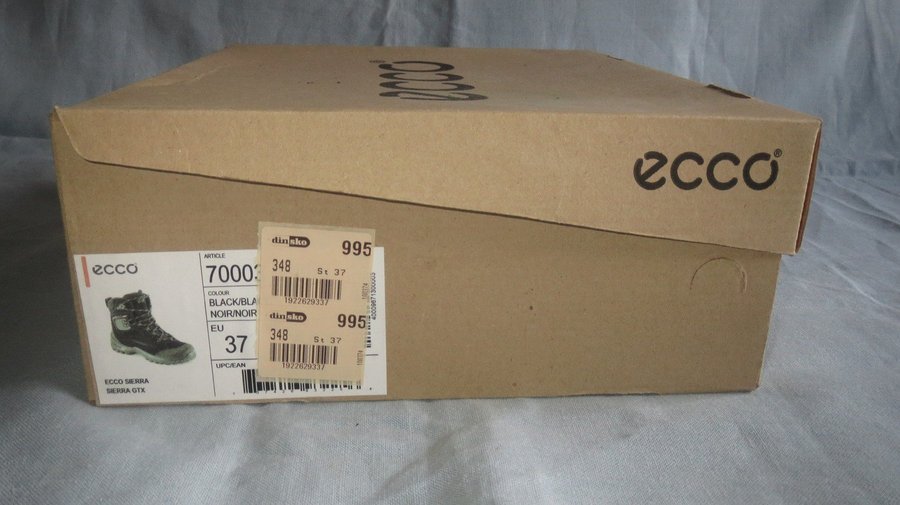 ecco®
ecco®
ecco
ARTICLE
70003
COLOUR
BLACK/BLA
NOIR/NOIR
EU
37
UPC/EAN
ECCO SIERRA
SIERRA GTX
dinsko 995
348 St 37
1922629337
dinsko 995
348 St 37
1922629337